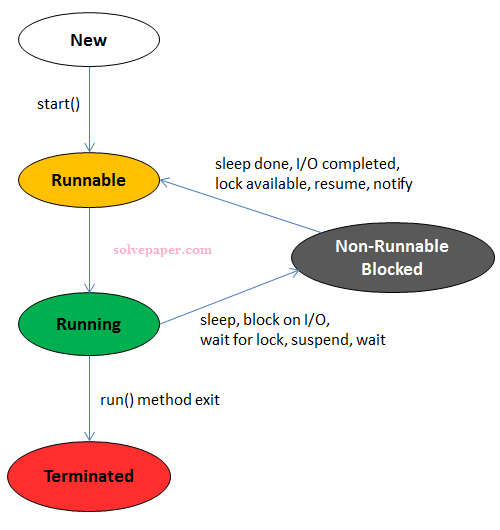 New
start()
Runnable
sleep done, I/O completed,
lock available, resume, notify
solvepaper.com
Non-Runnable
Blocked
Running
sleep, block on I/O,
wait for lock, suspend, wait
run() method exit
Terminated